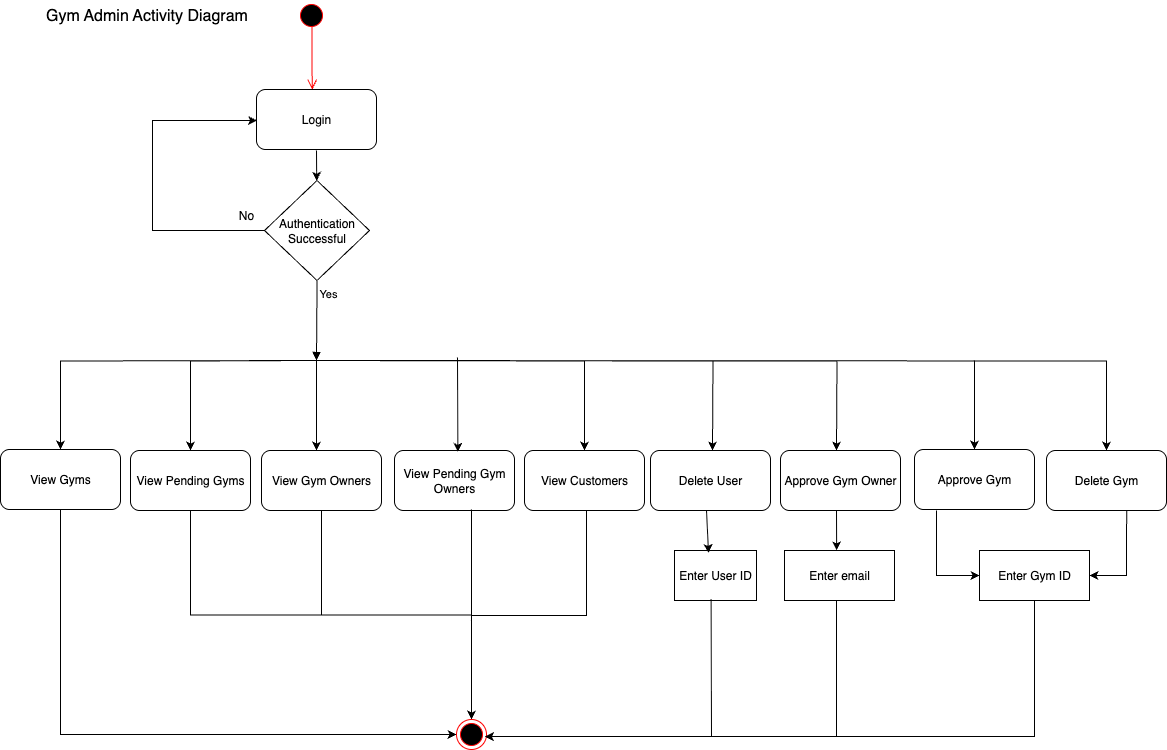 Gym Admin Activity Diagram
Login
No
Authentication
Successful
Yes
View Gyms
View Pending Gyms
View Gym Owners
View Pending Gym
Owners
View Customers
Delete User
Approve Gym Owner
Approve Gym
Delete Gym
Enter User ID
Enter email
Enter Gym ID